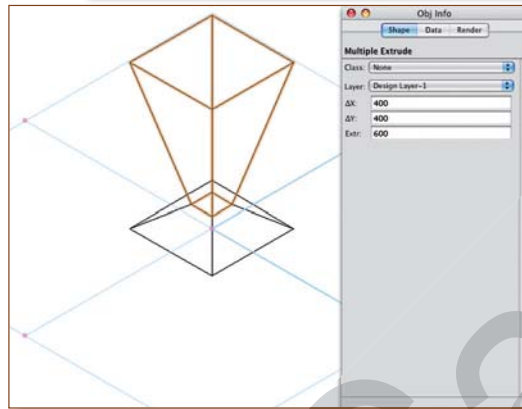 Obj Info
Shape Data Render
Multiple Extrude
Class: None
Layer: Design Layer-1
ΔX: 400
ΔY: 400
Extr: 600